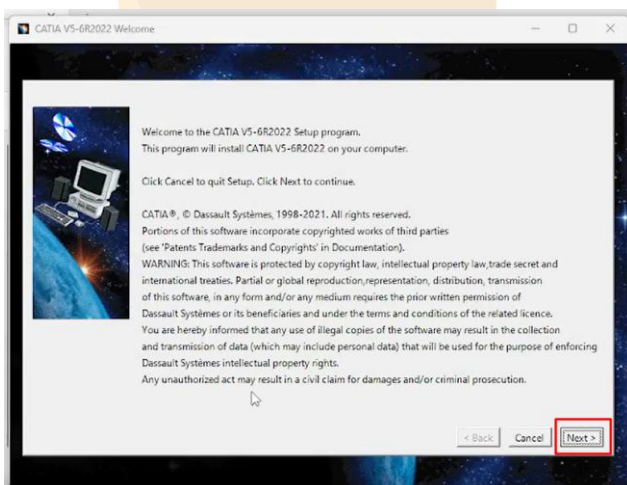 CATIA V5-6R2022 Welcome
Welcome to the CATIA V5-6R2022 Setup program.
This program will install CATIA V5-6R2022 on your computer.
Click Cancel to quit Setup. Click Next to continue.
CATIA®, © Dassault Systèmes, 1998-2021. All rights reserved.
Portions of this software incorporate copyrighted works of third parties
(see 'Patents Trademarks and Copyrights' in Documentation).
WARNING: This software is protected by copyright law, intellectual property law,trade secret and
international treaties. Partial or global reproduction,representation, distribution, transmission
of this software, in any form and/or any medium requires the prior written permission of
Dassault Systèmes or its beneficiaries and under the terms and conditions of the related licence.
You are hereby informed that any use of illegal copies of the software may result in the collection
and transmission of data (which may include personal data) that will be used for the purpose of enforcing
Dassault Systèmes intellectual property rights.
Any unauthorized act may result in a civil claim for damages and/or criminal prosecution.
< Back Cancel Next >